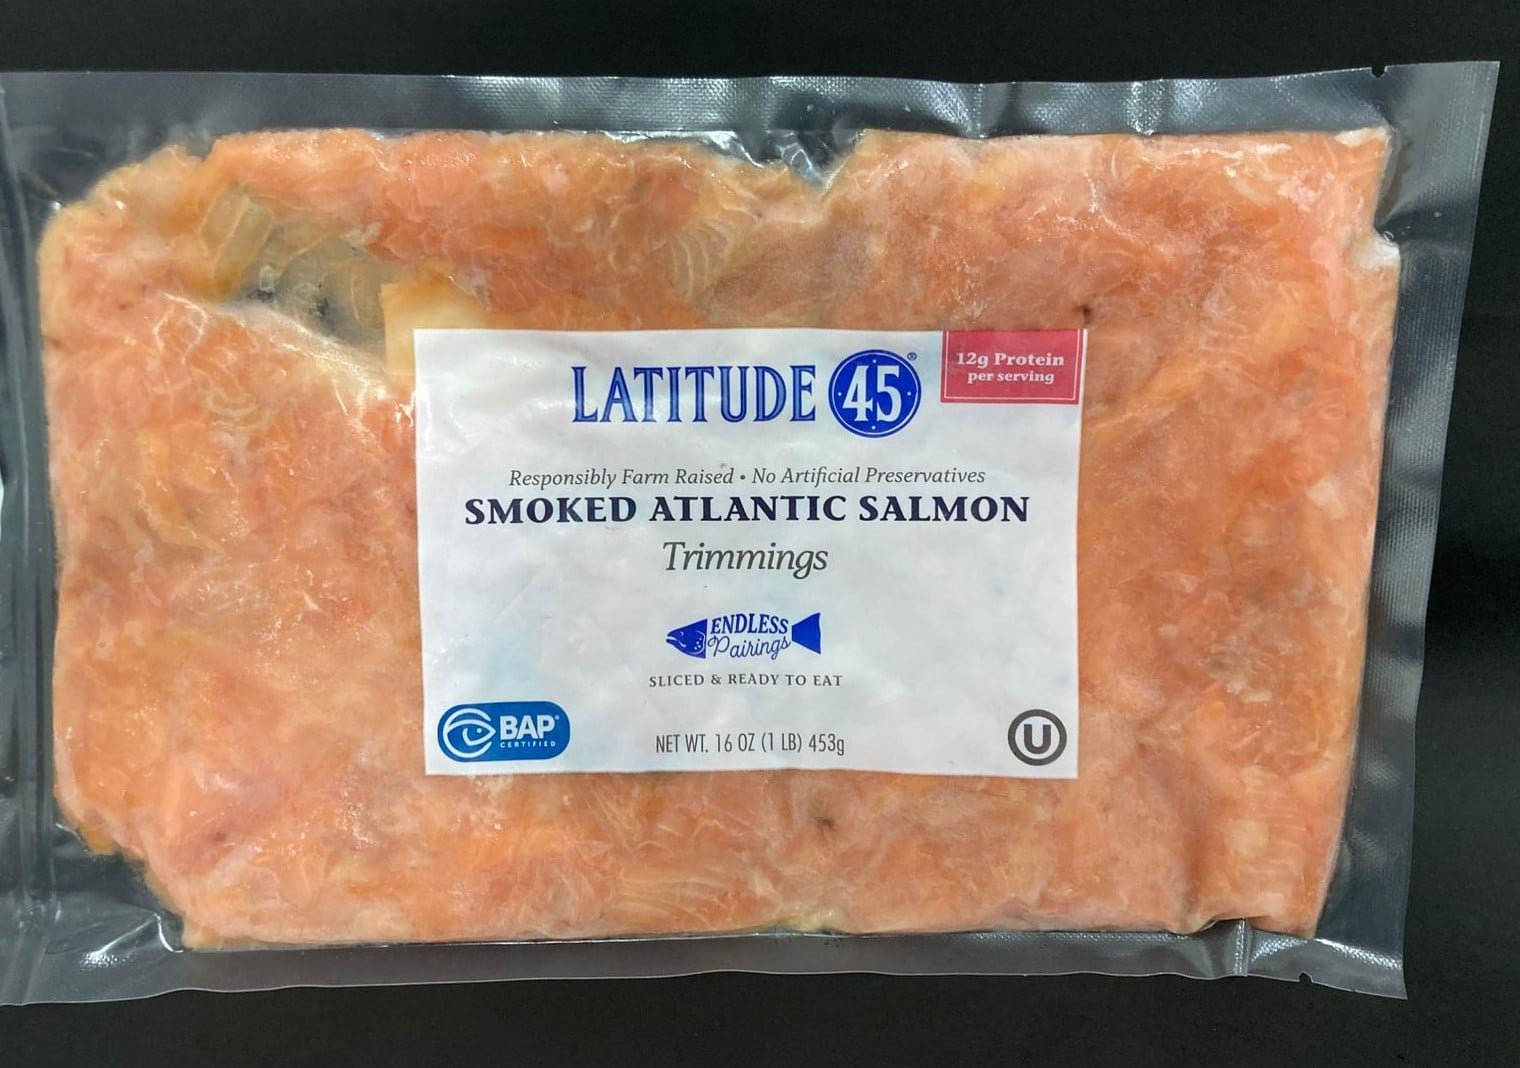 LATITUDE 45®
12g Protein
per serving
Responsibly Farm Raised • No Artificial Preservatives
SMOKED ATLANTIC SALMON
Trimmings
ENDLESS
Pairings
SLICED & READY TO EAT
BAP®
CERTIFIED
NET WT. 16 OZ (1 LB) 453g
U